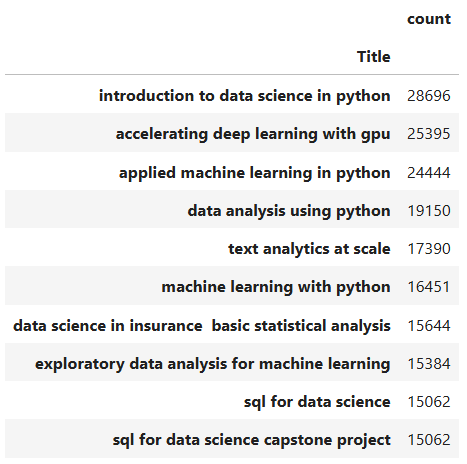 count
Title
introduction to data science in python 28696
accelerating deep learning with gpu 25395
applied machine learning in python 24444
data analysis using python 19150
text analytics at scale 17390
machine learning with python 16451
data science in insurance  basic statistical analysis 15644
exploratory data analysis for machine learning 15384
sql for data science 15062
sql for data science capstone project 15062